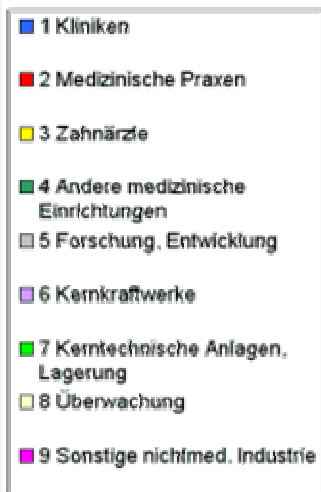 1 Kliniken
2 Medizinische Praxen
3 Zahnärzte
4 Andere medizinische
Einrichtungen
5 Forschung, Entwicklung
6 Kernkraftwerke
7 Kerntechnische Anlagen,
Lagerung
8 Überwachung
9 Sonstige nichtmed. Industrie